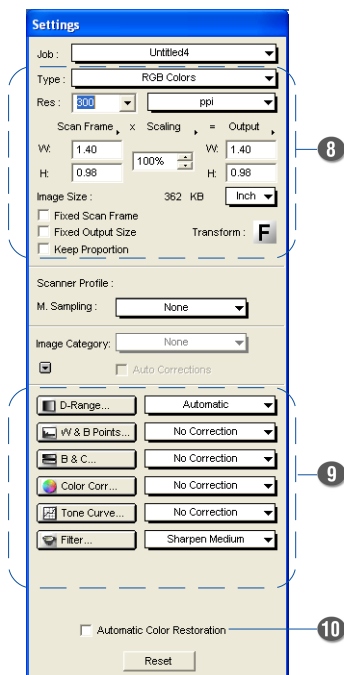 Settings
Job : Untitled4
Type : RGB Colors
Res : 300 ppi
Scan Frame x Scaling = Output
W: 1.40 100% W: 1.40
H: 0.98 H: 0.98
Image Size : 362 KB Inch
Fixed Scan Frame
Fixed Output Size Transform : F
Keep Proportion
8
Scanner Profile :
M. Sampling : None
Image Category: None
Auto Corrections
D-Range... Automatic
W & B Points... No Correction
B & C... No Correction
Color Corr... No Correction
Tone Curve... No Correction
Filter... Sharpen Medium
9
Automatic Color Restoration 10
Reset